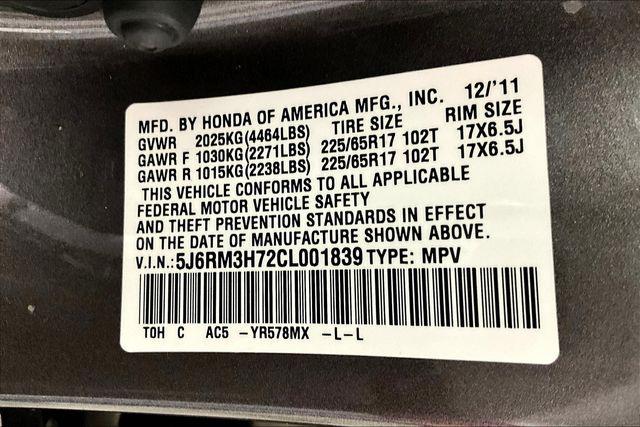 MFD. BY HONDA OF AMERICA MFG., INC. 12/'11
GVWR 2025KG(4464LBS) TIRE SIZE RIM SIZE
GAWR F 1030KG(2271LBS) 225/65R17 102T 17X6.5J
GAWR R 1015KG(2238LBS) 225/65R17 102T 17X6.5J
THIS VEHICLE CONFORMS TO ALL APPLICABLE
FEDERAL MOTOR VEHICLE SAFETY
AND THEFT PREVENTION STANDARDS IN EFFECT
ON THE DATE OF MANUFACTURE SHOWN ABOVE.
V.I.N.:5J6RM3H72CL001839 TYPE: MPV
TOH C AC5 -YR578MX -L-L